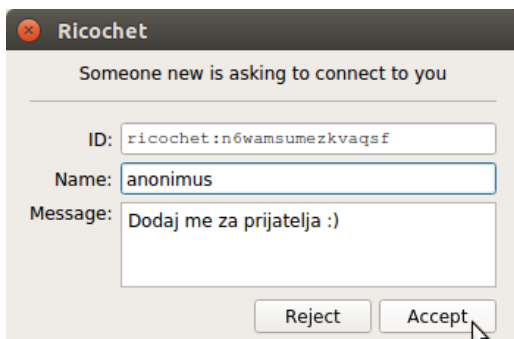 Ricochet
Someone new is asking to connect to you
ID: ricochet:n6wamsumezkvaqsf
Name: anonimus
Message: Dodaj me za prijatelja :)
Reject Accept